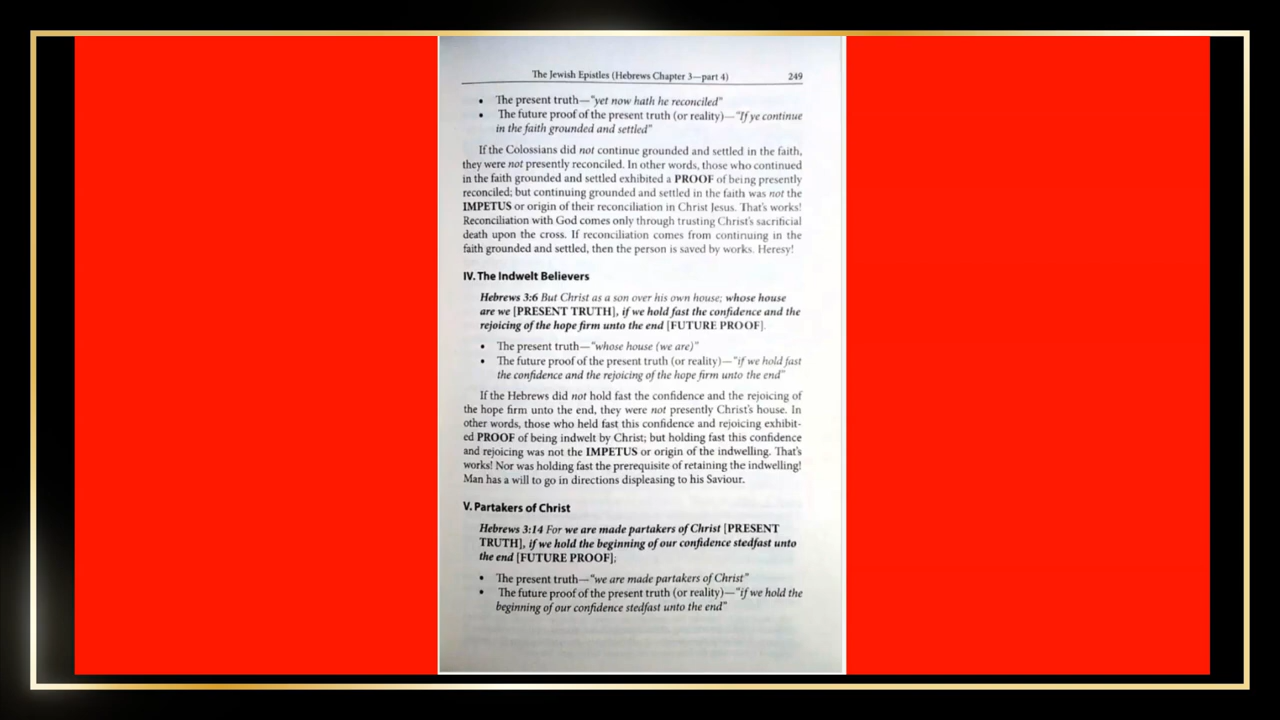 The Jewish Epistles (Hebrews Chapter 3—part 4) 249
• The present truth—"yet now hath he reconciled"
• The future proof of the present truth (or reality)—"If ye continue
in the faith grounded and settled"
If the Colossians did not continue grounded and settled in the faith,
they were not presently reconciled. In other words, those who continued
in the faith grounded and settled exhibited a PROOF of being presently
reconciled; but continuing grounded and settled in the faith was not the
IMPETUS or origin of their reconciliation in Christ Jesus. That's works!
Reconciliation with God comes only through trusting Christ's sacrificial
death upon the cross. If reconciliation comes from continuing in the
faith grounded and settled, then the person is saved by works. Heresy!
IV. The Indwelt Believers
Hebrews 3:6 But Christ as a son over his own house; whose house
are we [PRESENT TRUTH], if we hold fast the confidence and the
rejoicing of the hope firm unto the end [FUTURE PROOF].
• The present truth—"whose house (we are)"
• The future proof of the present truth (or reality)—"if we hold fast
the confidence and the rejoicing of the hope firm unto the end"
If the Hebrews did not hold fast the confidence and the rejoicing of
the hope firm unto the end, they were not presently Christ's house. In
other words, those who held fast this confidence and rejoicing exhibit-
ed PROOF of being indwelt by Christ; but holding fast this confidence
and rejoicing was not the IMPETUS or origin of the indwelling. That's
works! Nor was holding fast the prerequisite of retaining the indwelling!
Man has a will to go in directions displeasing to his Saviour.
V. Partakers of Christ
Hebrews 3:14 For we are made partakers of Christ [PRESENT
TRUTH], if we hold the beginning of our confidence stedfast unto
the end [FUTURE PROOF];
• The present truth—"we are made partakers of Christ"
• The future proof of the present truth (or reality)—"if we hold the
beginning of our confidence stedfast unto the end"